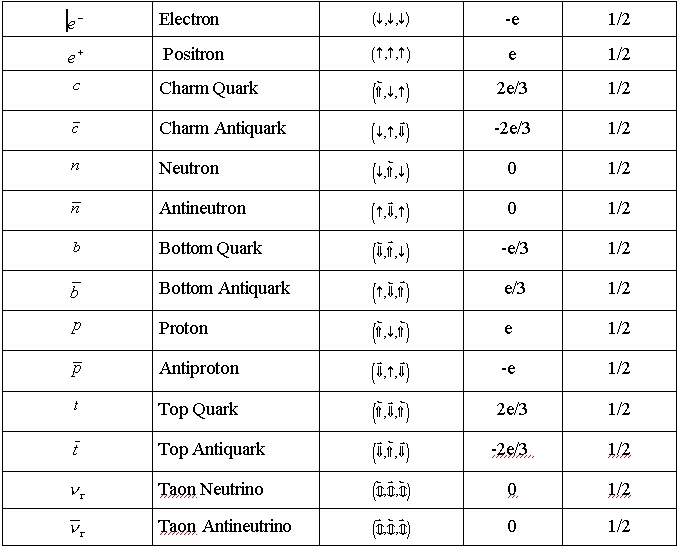 e⁻ Electron (↓,↓,↓) -e 1/2
e⁺ Positron (↑,↑,↑) e 1/2
c Charm Quark (⇑̃,↓,↑) 2e/3 1/2
c̄ Charm Antiquark (↓,↑,⇓̄) -2e/3 1/2
n Neutron (↓,⇑̃,↓) 0 1/2
n̄ Antineutron (↑,⇓̄,↑) 0 1/2
b Bottom Quark (⇓̃,⇑̄,↓) -e/3 1/2
b̄ Bottom Antiquark (↑,⇓̃,⇑̄) e/3 1/2
p Proton (⇑̃,↓,⇑̃) e 1/2
p̄ Antiproton (⇓̄,↑,⇓̄) -e 1/2
t Top Quark (⇑̃,⇓̄,⇑̃) 2e/3 1/2
t̄ Top Antiquark (⇓̄,⇑̃,⇓̄) -2e/3 1/2
ν_τ Taon Neutrino (⇕̃,⇕̄,⇕̃) 0 1/2
ν̄_τ Taon Antineutrino (⇕̄,⇕̃,⇕̄) 0 1/2